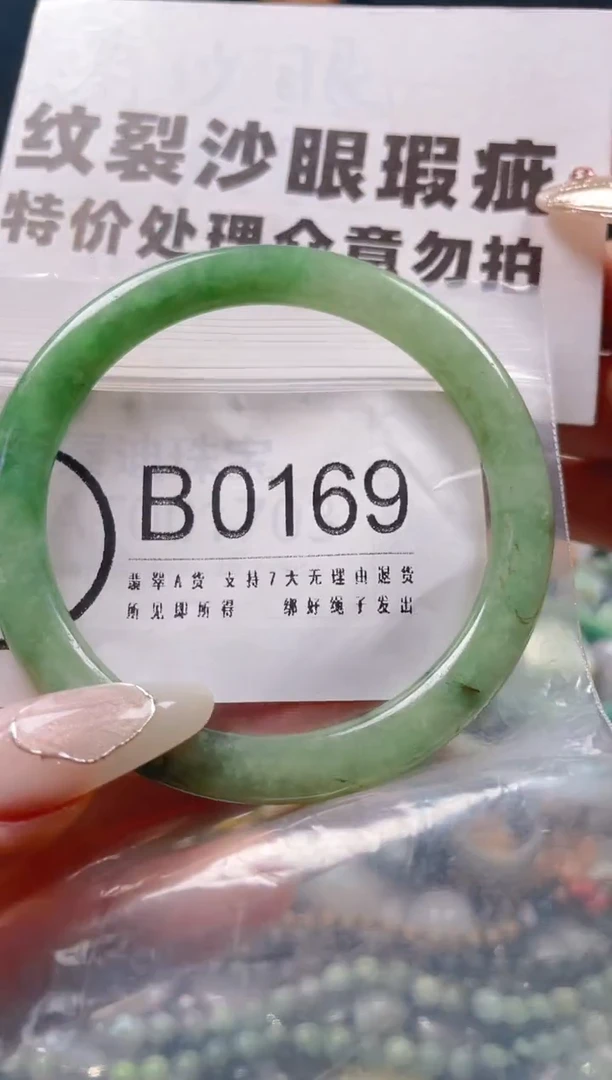 纹裂沙眼瑕疵
特价处理介意勿拍
B0169
翡翠A货 支持7天无理由退货
所见即所得 绑好绳子发出